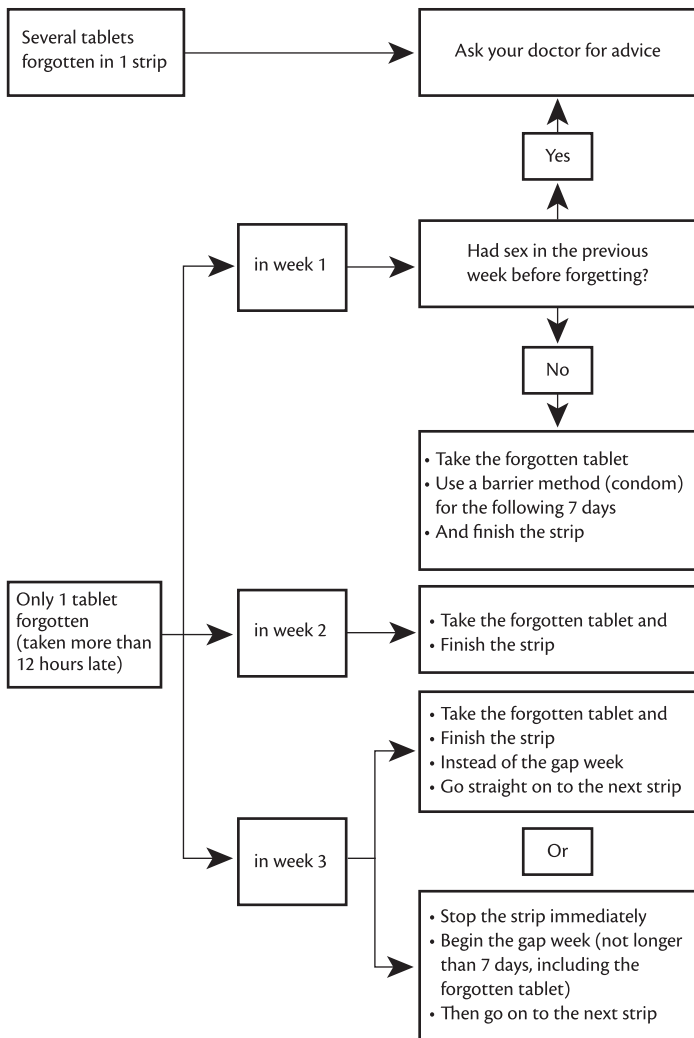 Several tablets
forgotten in 1 strip
Ask your doctor for advice
Yes
in week 1
Had sex in the previous
week before forgetting?
No
• Take the forgotten tablet
• Use a barrier method (condom)
for the following 7 days
• And finish the strip
Only 1 tablet
forgotten
(taken more than
12 hours late)
in week 2
• Take the forgotten tablet and
• Finish the strip
• Take the forgotten tablet and
• Finish the strip
• Instead of the gap week
• Go straight on to the next strip
in week 3
Or
• Stop the strip immediately
• Begin the gap week (not longer
than 7 days, including the
forgotten tablet)
• Then go on to the next strip